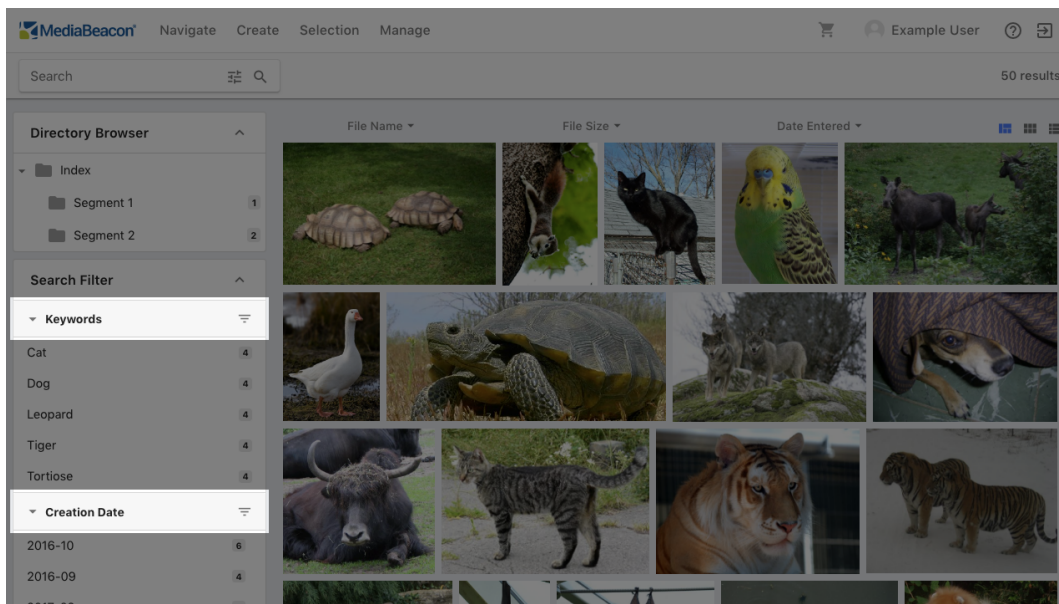 MediaBeacon Navigate Create Selection Manage Example User
Search 50 results
Directory Browser
File Name File Size Date Entered
Index
Segment 1 1
Segment 2 2
Search Filter
Keywords
Cat 4
Dog 4
Leopard 4
Tiger 4
Tortiose 4
Creation Date
2016-10 6
2016-09 4